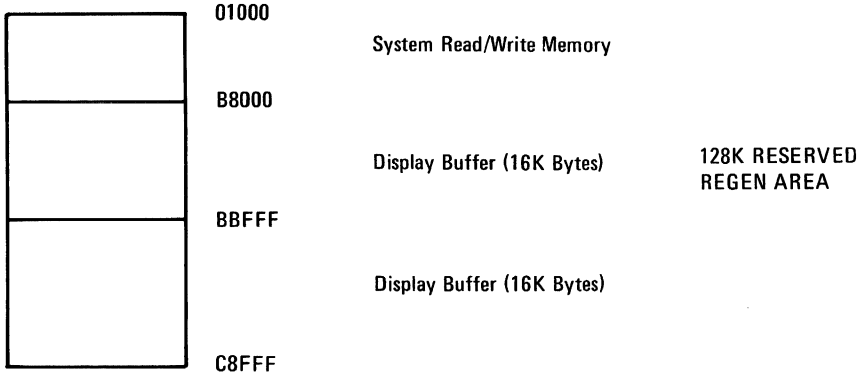 01000
System Read/Write Memory
B8000
Display Buffer (16K Bytes)
128K RESERVED
REGEN AREA
BBFFF
Display Buffer (16K Bytes)
C8FFF